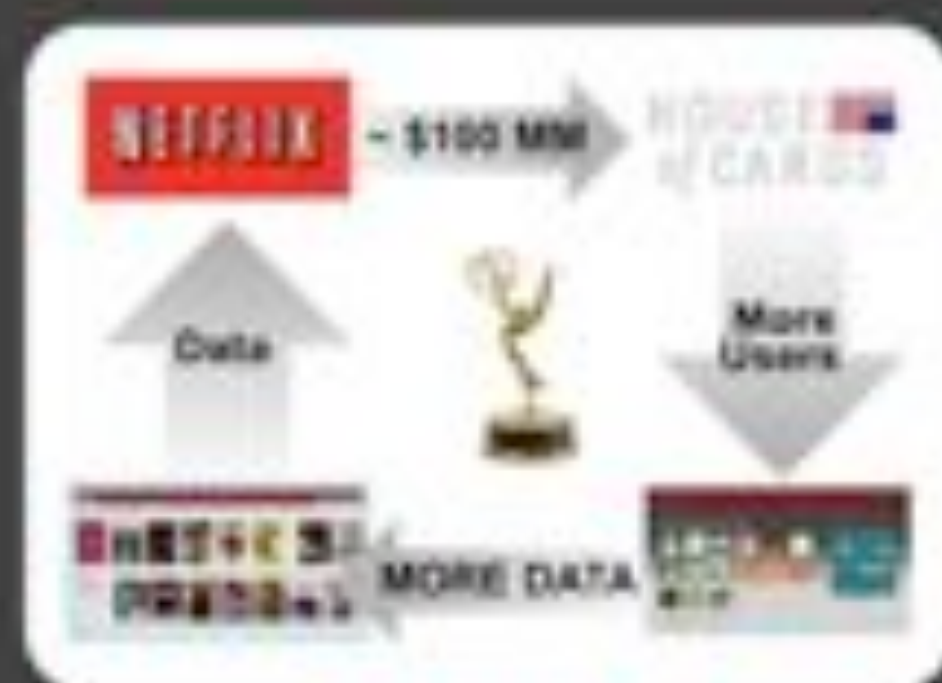 NETFLIX
~ $100 MM
HOUSE
of CARDS
More
Users
MORE DATA
Data